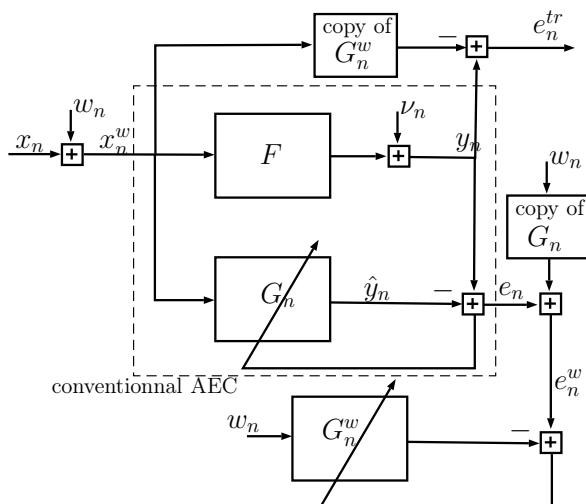 copy of
G_n^w
−
e_n^{tr}
w_n
x_n
x_n^w
F
ν_n
y_n
w_n
copy of
G_n
G_n
ŷ_n
−
e_n
conventionnal AEC
e_n^w
w_n
G_n^w
−